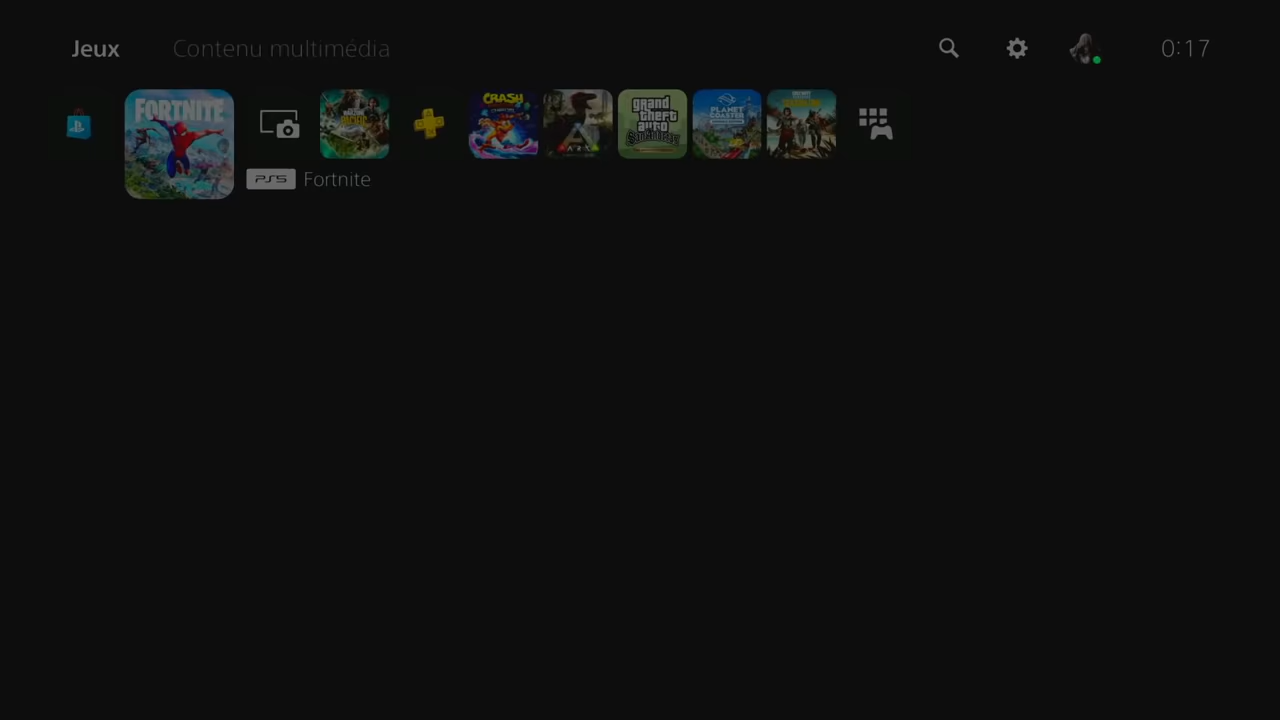 Jeux Contenu multimédia 0:17
FORTNITE
CRASH
grand
theft
auto
San Andreas
PLANET
COASTER
PS5 Fortnite